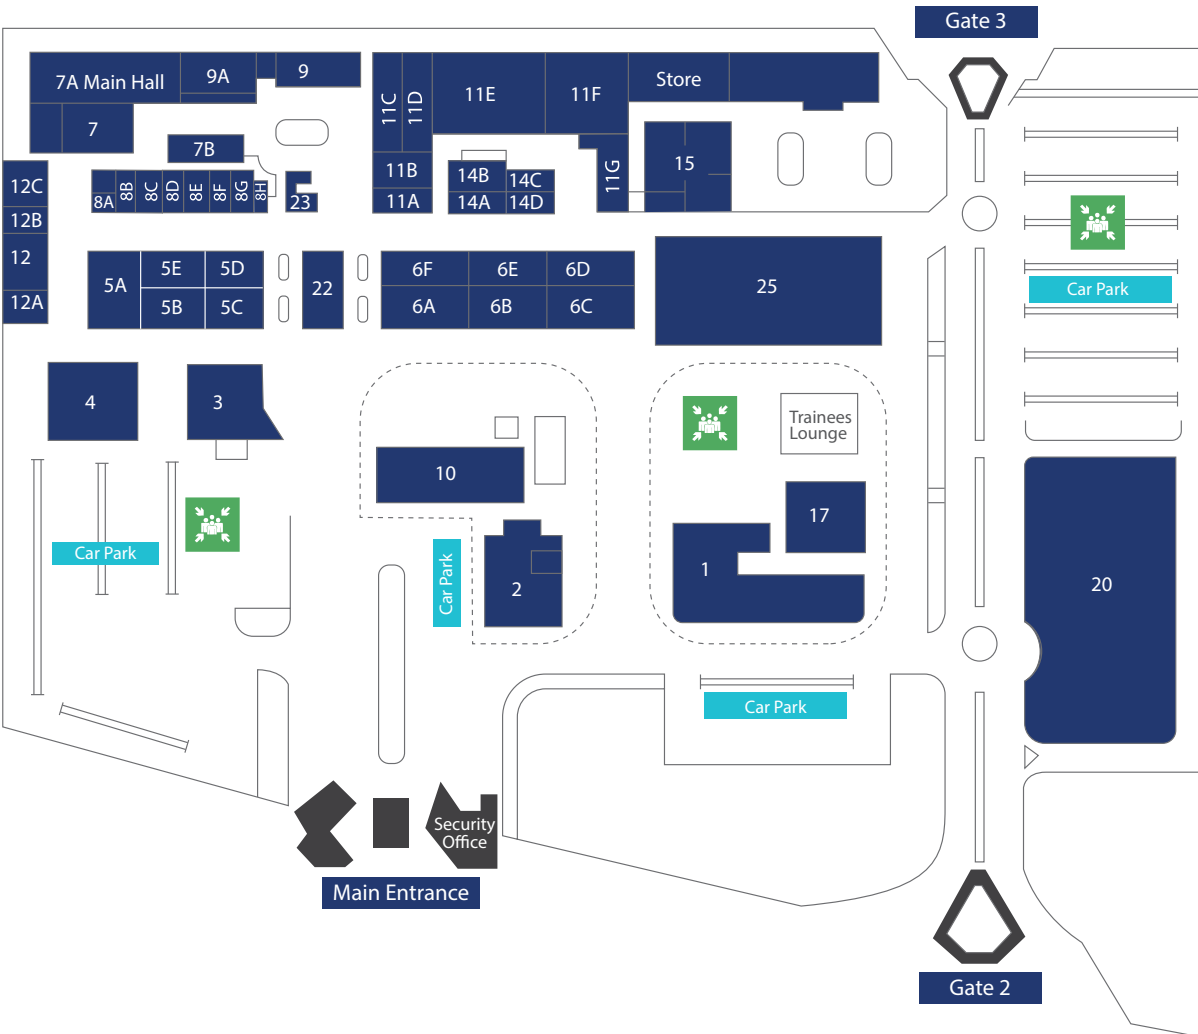 Gate 3
7A Main Hall
9A
9
7
7B
11C
11D
11E
11F
Store
11B
11A
14B
14C
14A
14D
11G
15
12C
12B
12
12A
8A
8B
8C
8D
8E
8F
8G
8H
23
5A
5E
5D
5B
5C
22
6F
6E
6D
6A
6B
6C
25
Car Park
4
3
10
Trainees
Lounge
17
Car Park
Car Park
2
1
20
Car Park
Security
Office
Main Entrance
Gate 2